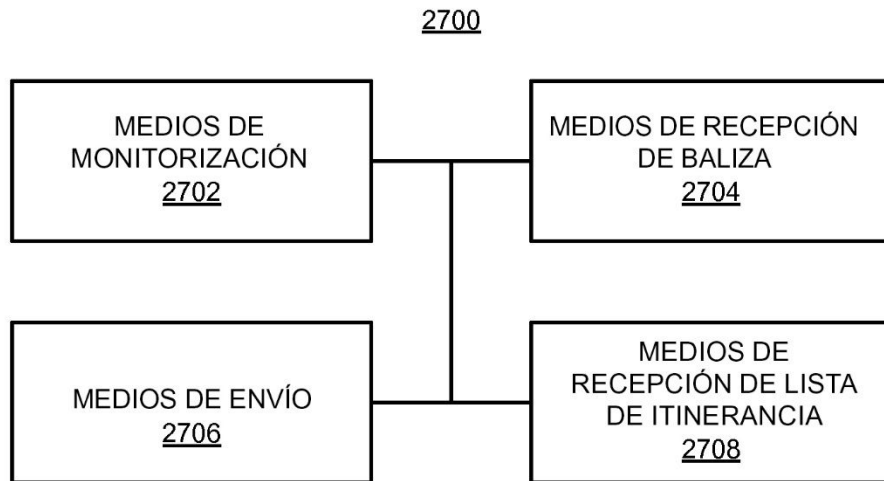 2700
MEDIOS DE
MONITORIZACIÓN
2702
MEDIOS DE RECEPCIÓN
DE BALIZA
2704
MEDIOS DE ENVÍO
2706
MEDIOS DE
RECEPCIÓN DE LISTA
DE ITINERANCIA
2708